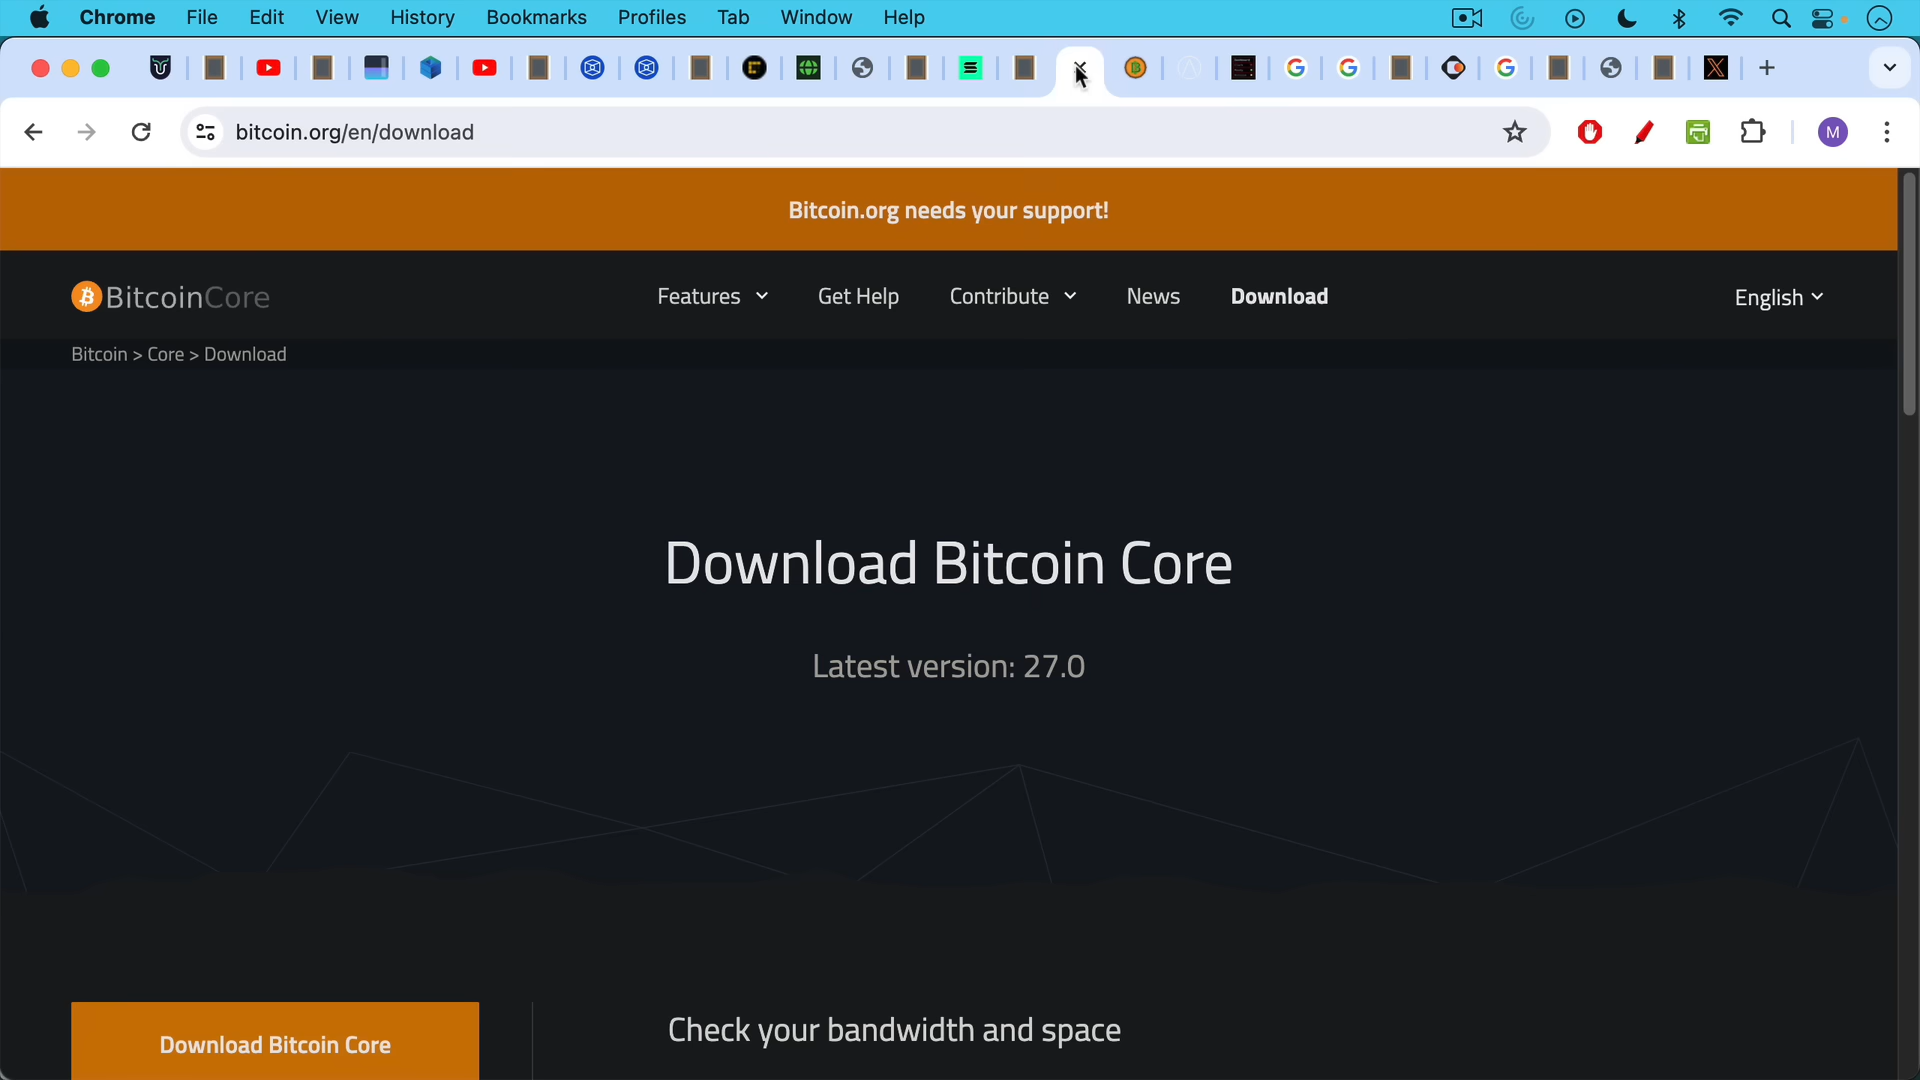 Chrome File Edit View History Bookmarks Profiles Tab Window Help
bitcoin.org/en/download
M
Bitcoin.org needs your support!
BitcoinCore
Features
Get Help
Contribute
News
Download
English
Bitcoin > Core > Download
Download Bitcoin Core
Latest version: 27.0
Download Bitcoin Core
Check your bandwidth and space